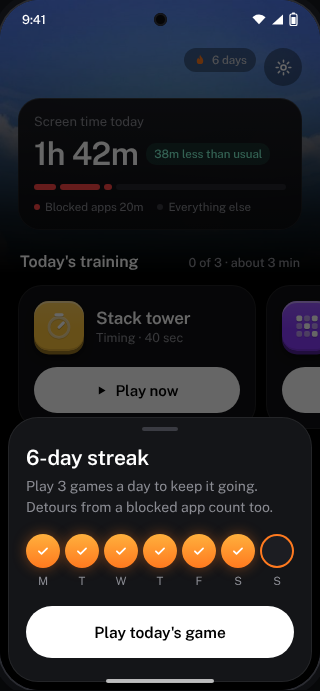 9:41
6 days
Screen time today
1h 42m 38m less than usual
Blocked apps 20m Everything else
Today's training 0 of 3 · about 3 min
Stack tower
Timing · 40 sec
Play now
6-day streak
Play 3 games a day to keep it going.
Detours from a blocked app count too.
M T W T F S S
Play today's game